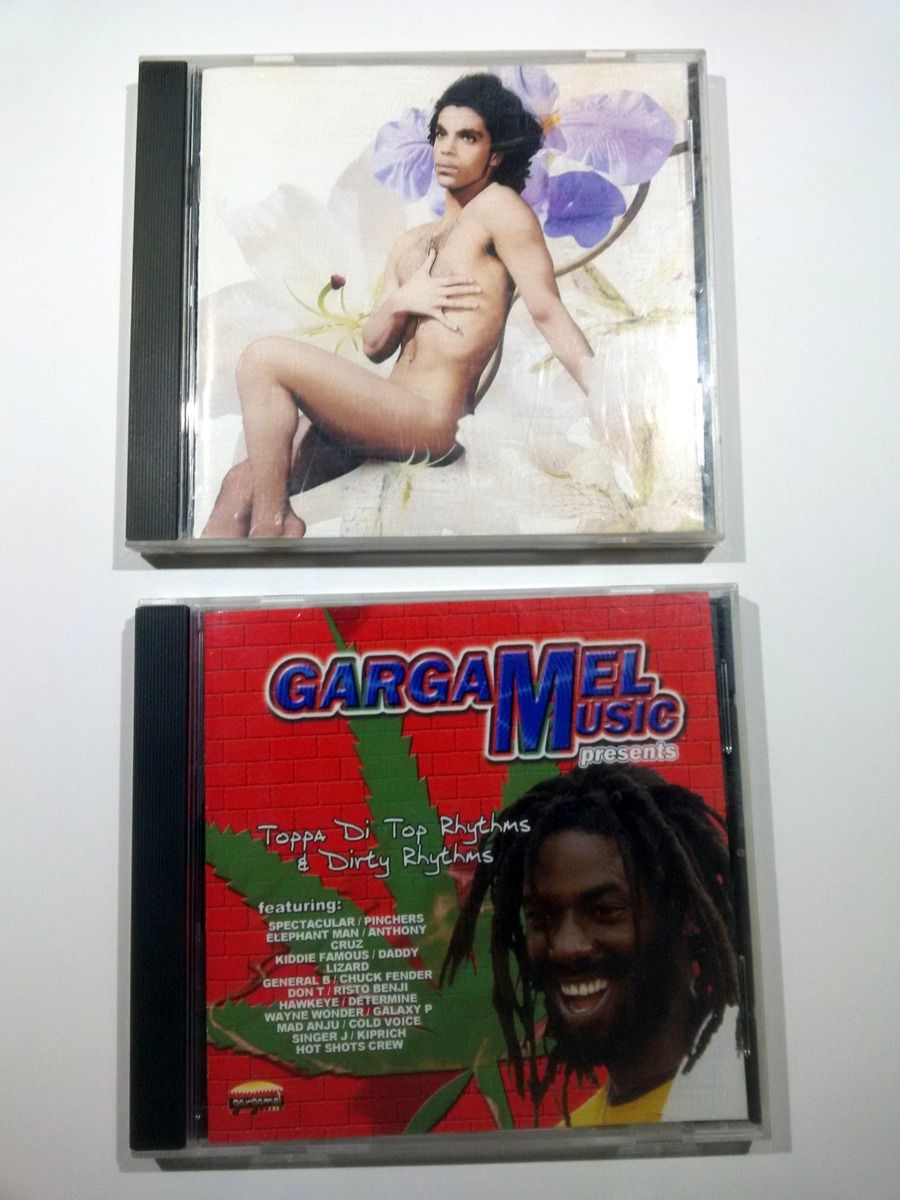 GARGAMEL
MUSIC
presents
Toppa Di Top Rhythms
& Dirty Rhythms
featuring:
SPECTACULAR / PINCHERS
ELEPHANT MAN / ANTHONY
CRUZ
KIDDIE FAMOUS / DADDY
LIZARD
GENERAL B / CHUCK FENDER
DON T / RISTO BENJI
HAWKEYE / DETERMINE
WAYNE WONDER / GALAXY P
MAD ANJU / COLD VOICE
SINGER J / KIPRICH
HOT SHOTS CREW
gargamel